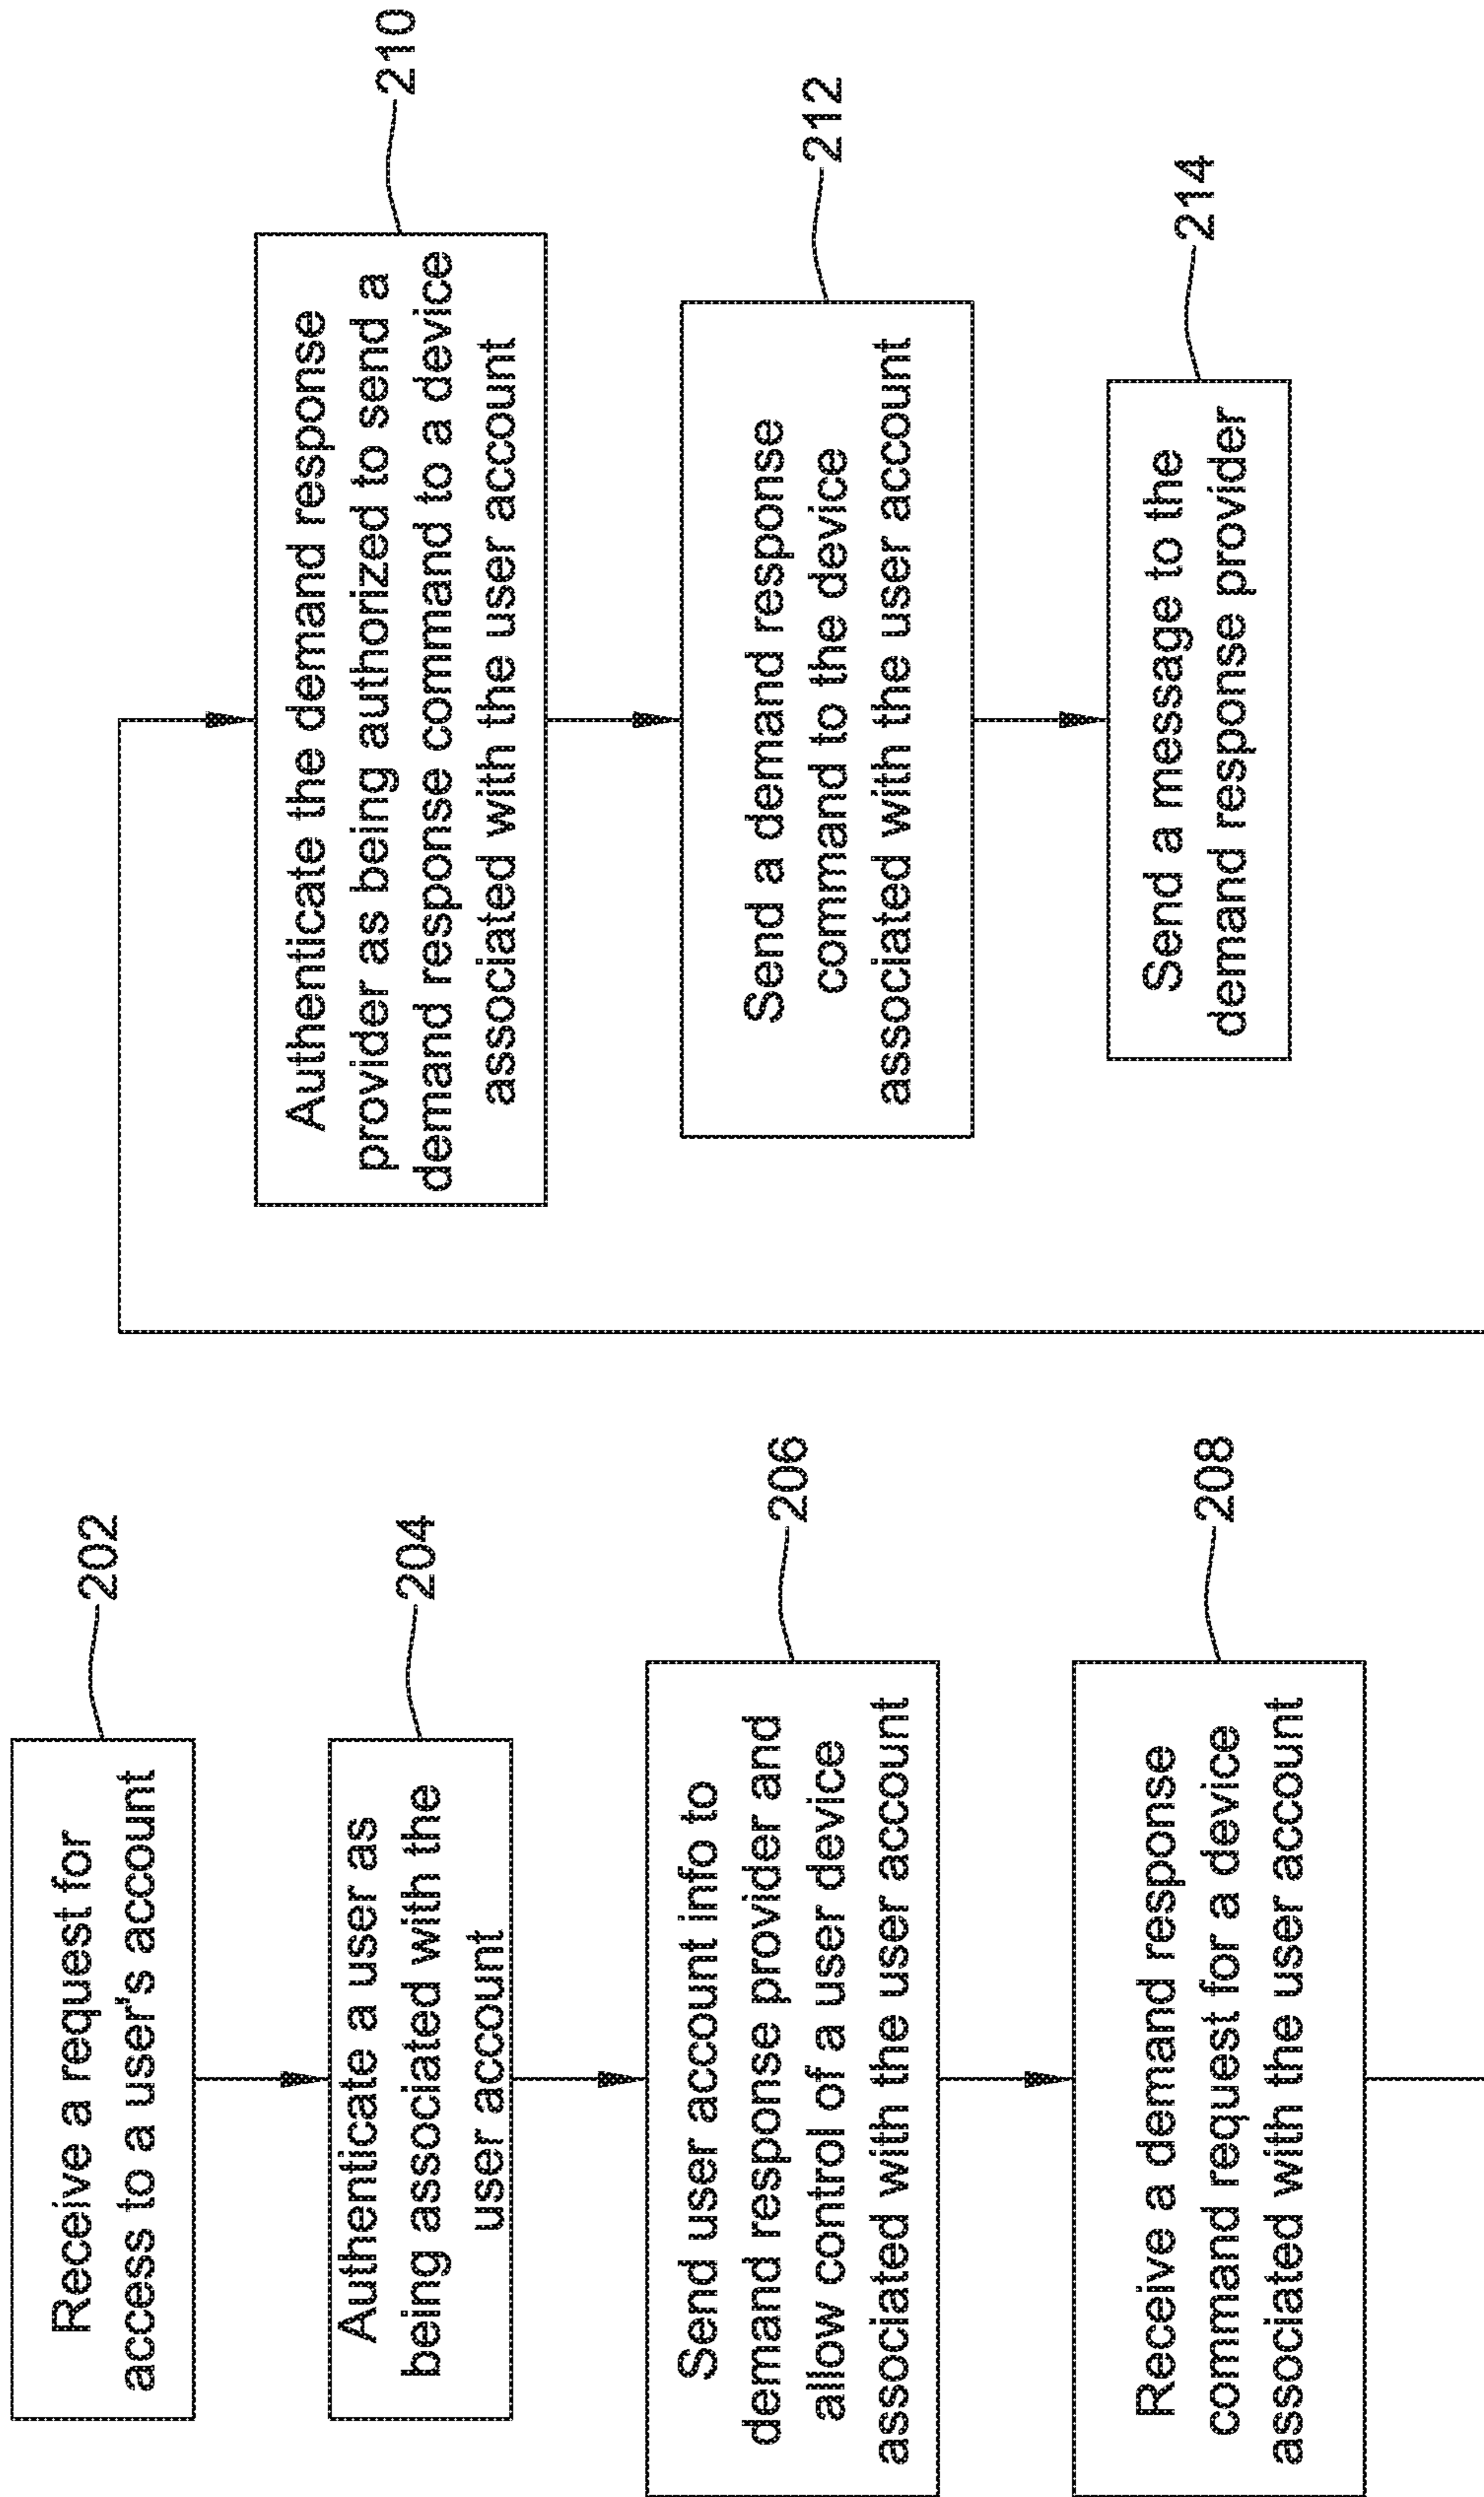 Receive a request for
access to a user's account
202
Authenticate a user as
being associated with the
user account
204
Send user account info to
demand response provider and
allow control of a user device
associated with the user account
206
Receive a demand response
command request for a device
associated with the user account
208
Authenticate the demand response
provider as being authorized to send a
demand response command to a device
associated with the user account
210
Send a demand response
command to the device
associated with the user account
212
Send a message to the
demand response provider
214